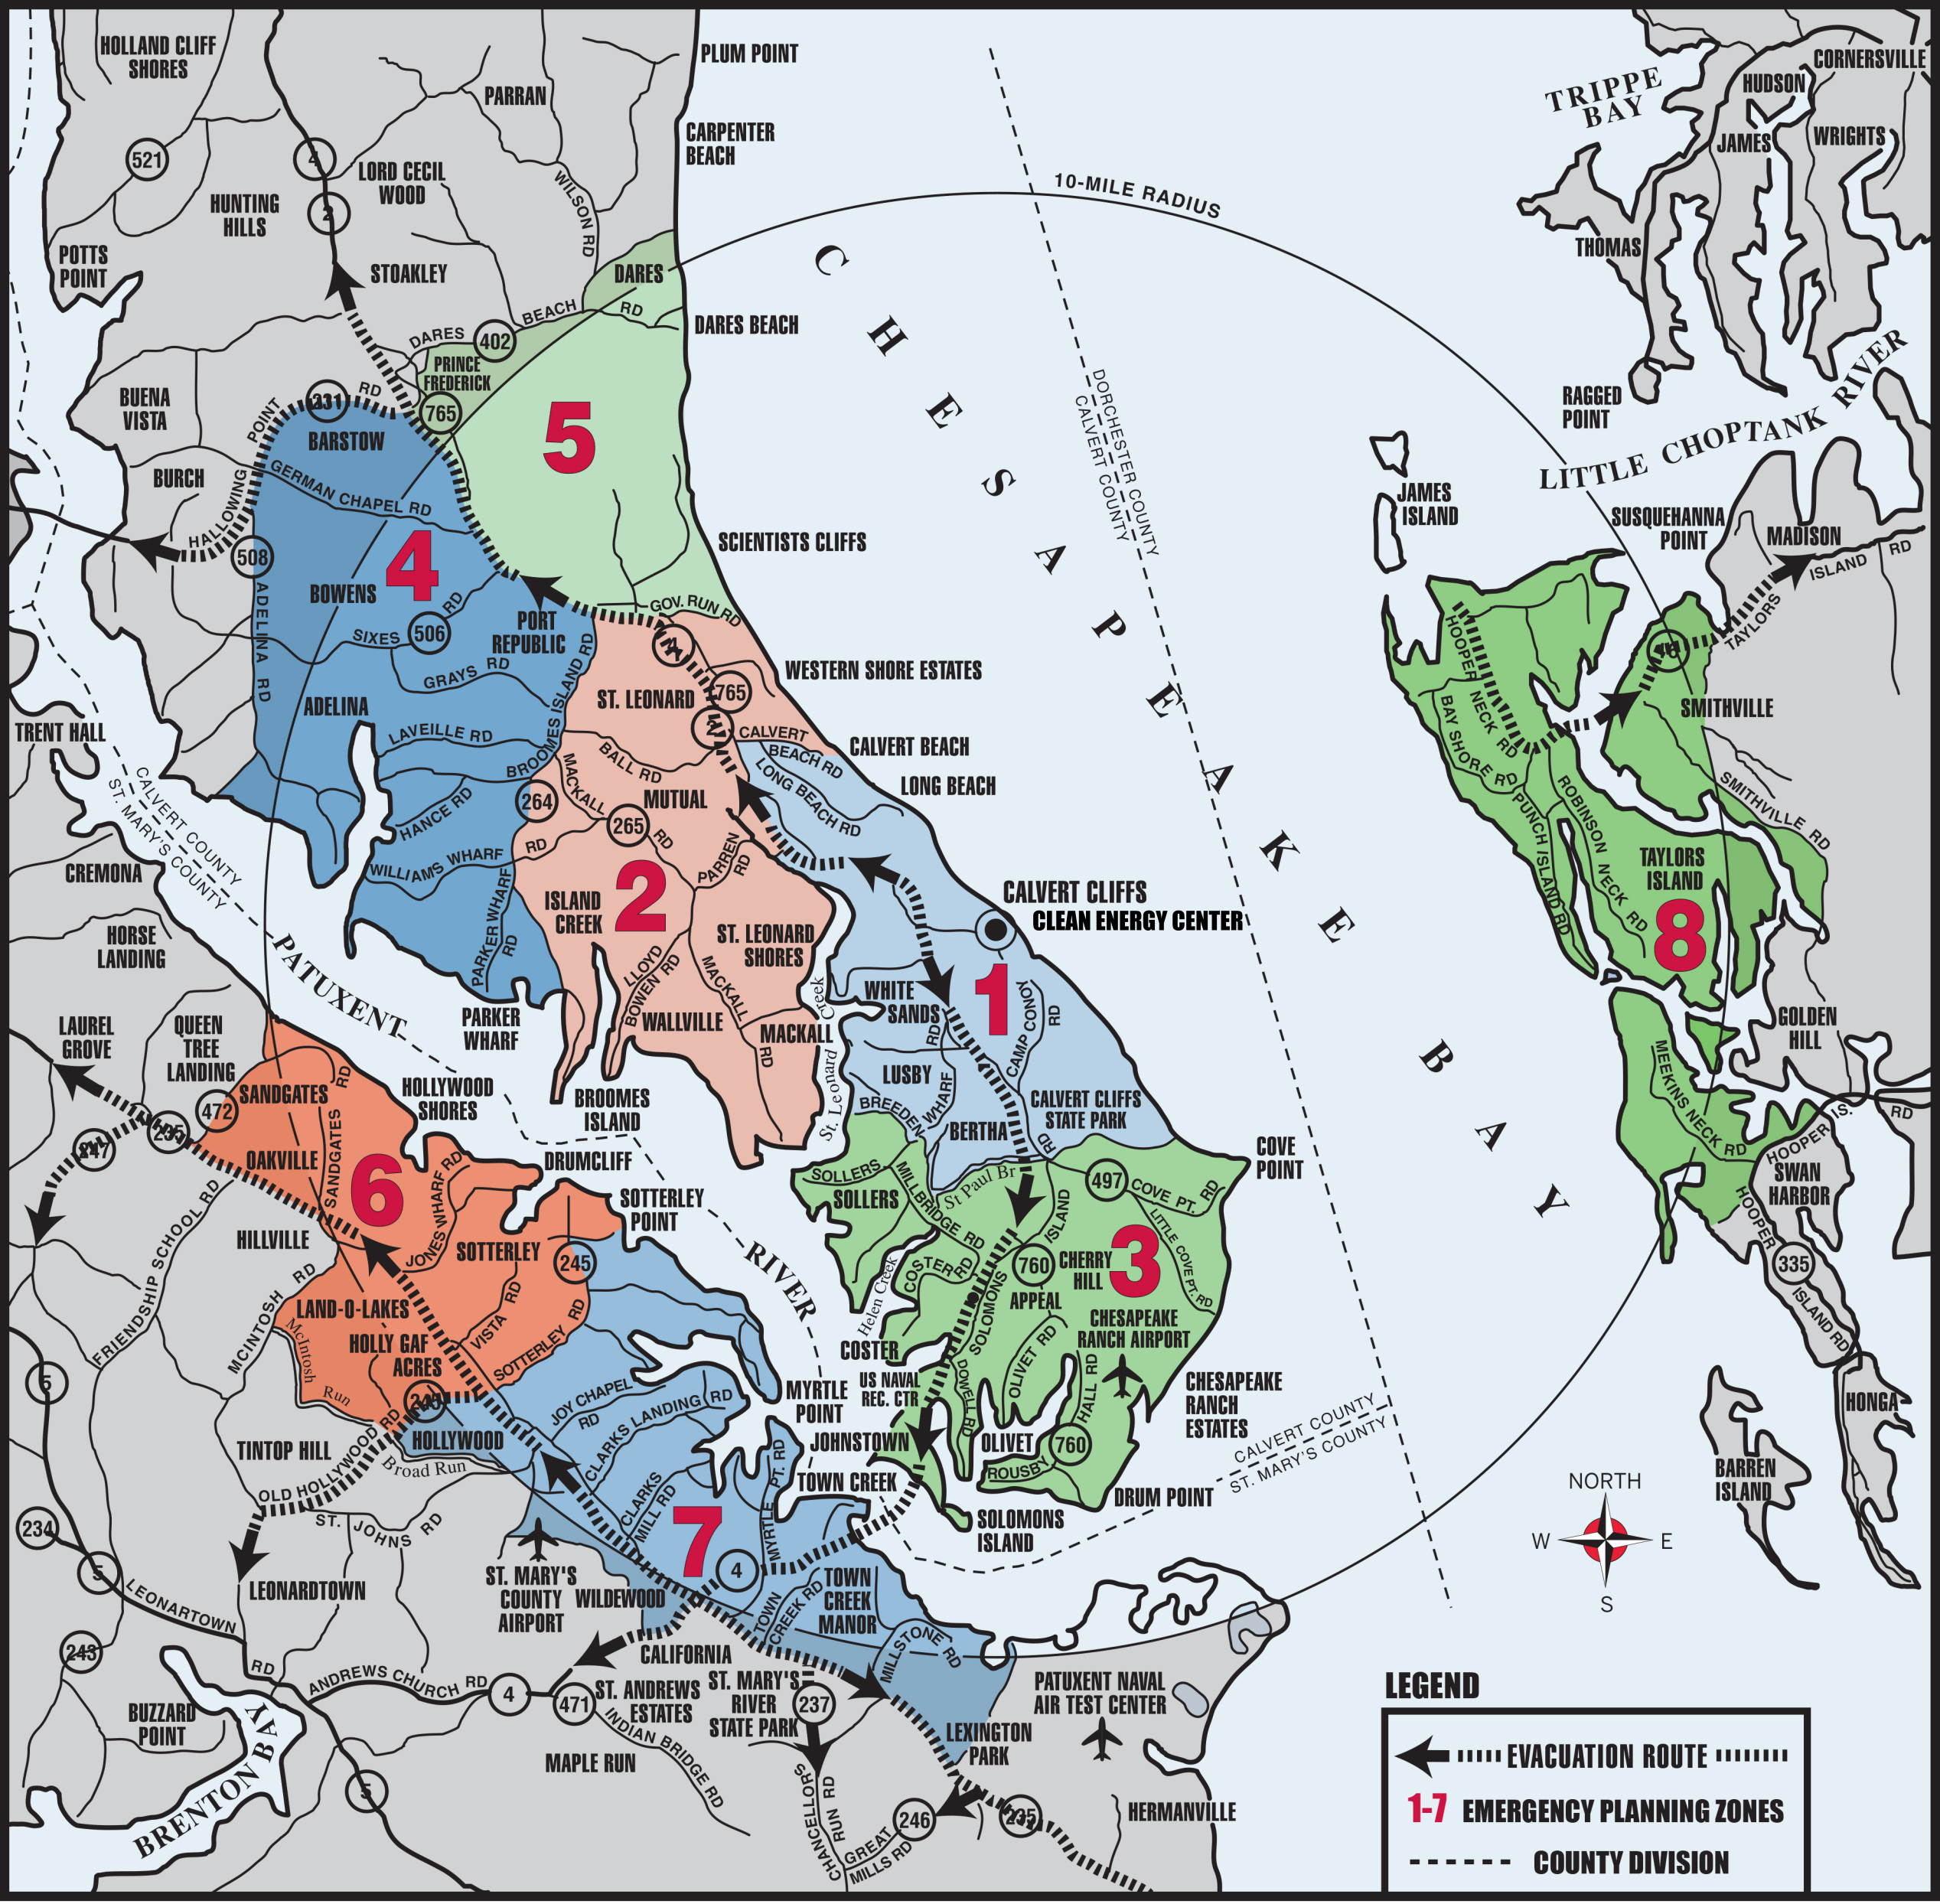 HOLLAND CLIFF
SHORES
521
4
2
HUNTING
HILLS
LORD CECIL
WOOD
PARRAN
PLUM POINT
CARPENTER
BEACH
WILSON RD
POTTS
POINT
STOAKLEY
DARES
DARES BEACH RD
402
DARES BEACH
PRINCE
FREDERICK
765
10-MILE RADIUS
CHESAPEAKE BAY
DORCHESTER COUNTY
CALVERT COUNTY
TRIPPE
BAY
CORNERSVILLE
HUDSON
JAMES
WRIGHTS
THOMAS
RAGGED
POINT
LITTLE CHOPTANK RIVER
JAMES
ISLAND
SUSQUEHANNA
POINT
MADISON
TAYLORS ISLAND RD
16
SMITHVILLE
SMITHVILLE RD
HOOPER NECK RD
BAY SHORE RD
PUNCH ISLAND RD
ROBINSON NECK RD
TAYLORS
ISLAND
8
GOLDEN
HILL
MEEKINS NECK RD
HOOPER IS. RD
SWAN
HARBOR
HOOPER ISLAND RD
335
HONGA
BARREN
ISLAND
BUENA
VISTA
231
HALLOWING POINT RD
BARSTOW
BURCH
GERMAN CHAPEL RD
508
ADELINA RD
4
5
BOWENS
SIXES RD
506
PORT
REPUBLIC
GRAYS RD
ADELINA
LAVEILLE RD
BROOMES ISLAND RD
HANCE RD
264
WILLIAMS WHARF RD
PARKER WHARF RD
PARKER
WHARF
SCIENTISTS CLIFFS
GOV. RUN RD
4
765
2
WESTERN SHORE ESTATES
ST. LEONARD
CALVERT BEACH RD
CALVERT BEACH
LONG BEACH RD
LONG BEACH
BALL RD
MACKALL RD
MUTUAL
265
PARREN RD
2
ISLAND
CREEK
ST. LEONARD
SHORES
LLOYD BOWEN RD
MACKALL RD
WALLVILLE
MACKALL
BROOMES
ISLAND
St. Leonard Creek
CALVERT CLIFFS
CLEAN ENERGY CENTER
1
WHITE
SANDS
CAMP CONOY RD
LUSBY
BREEDEN
WHARF RD
BERTHA
CALVERT CLIFFS
STATE PARK
COVE
POINT
St Paul Br
SOLLERS RD
SOLLERS
MILLBRIDGE RD
COSTER RD
Helen Creek
COSTER
497
COVE PT. RD
LITTLE COVE PT. RD
SOLOMONS ISLAND RD
760
CHERRY
HILL
3
APPEAL
CHESAPEAKE
RANCH AIRPORT
OLIVET RD
DOWELL RD
HALL RD
US NAVAL
REC. CTR
CHESAPEAKE
RANCH
ESTATES
JOHNSTOWN
OLIVET
760
ROUSBY
DRUM POINT
SOLOMONS
ISLAND
CALVERT COUNTY
ST. MARY'S COUNTY
TRENT HALL
CALVERT COUNTY
ST. MARY'S COUNTY
CREMONA
HORSE
LANDING
PATUXENT RIVER
LAUREL
GROVE
QUEEN
TREE
LANDING
472
235
247
SANDGATES
SANDGATES RD
HOLLYWOOD
SHORES
OAKVILLE
6
JONES WHARF RD
DRUMCLIFF
SOTTERLEY
POINT
SOTTERLEY
245
HILLVILLE
FRIENDSHIP SCHOOL RD
MCINTOSH RD
LAND-O-LAKES
VISTA RD
SOTTERLEY RD
HOLLY GAF
ACRES
McIntosh Run
245
5
JOY CHAPEL RD
CLARKS LANDING RD
MYRTLE
POINT
TINTOP HILL
HOLLYWOOD
Broad Run
OLD HOLLYWOOD RD
ST. JOHNS RD
CLARKS MILL RD
MYRTLE PT. RD
TOWN CREEK
7
4
234
5
LEONARTOWN RD
LEONARDTOWN
ST. MARY'S
COUNTY
AIRPORT
WILDEWOOD
TOWN CREEK RD
TOWN
CREEK
MANOR
MILLSTONE RD
243
CALIFORNIA
ANDREWS CHURCH RD
4
471
ST. ANDREWS
ESTATES
ST. MARY'S
RIVER
STATE PARK
237
PATUXENT NAVAL
AIR TEST CENTER
LEXINGTON
PARK
BUZZARD
POINT
BRENTON BAY
5
MAPLE RUN
INDIAN BRIDGE RD
CHANCELLORS RUN RD
GREAT MILLS RD
246
235
HERMANVILLE
NORTH
W
E
S
LEGEND
EVACUATION ROUTE
1-7 EMERGENCY PLANNING ZONES
COUNTY DIVISION